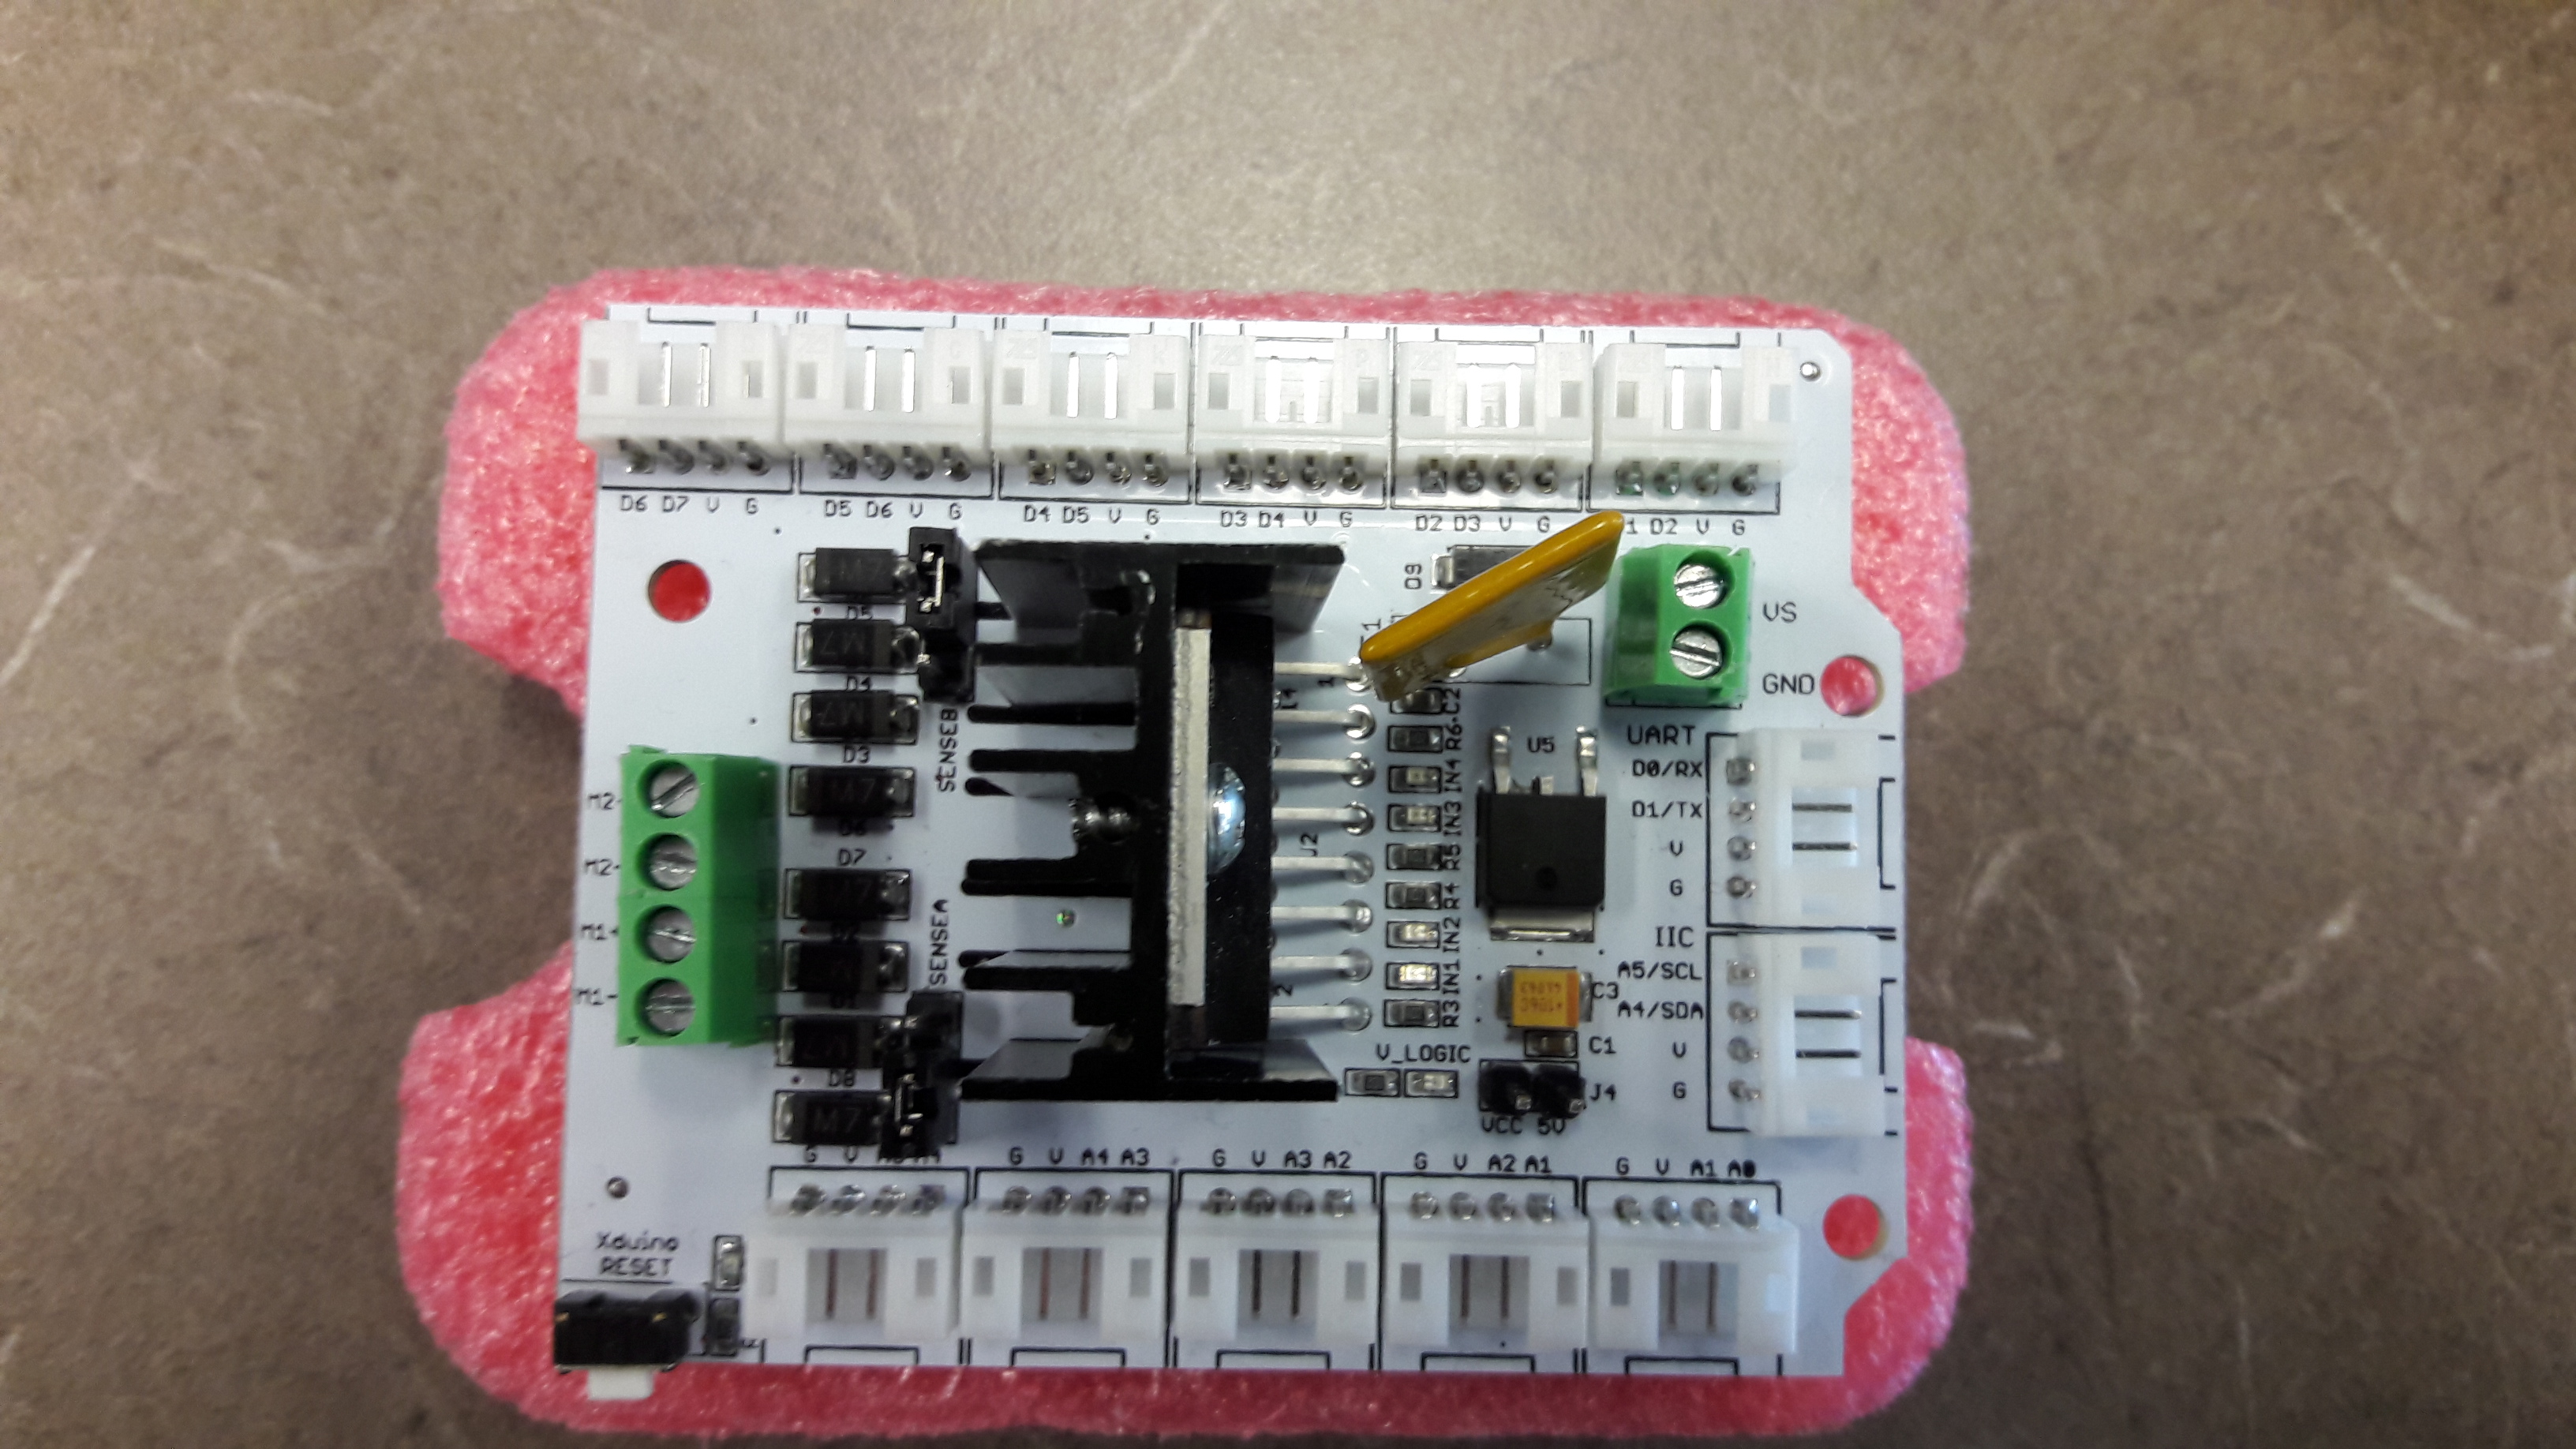 D6 D7 V G
D5 D6 V G
D4 D5 V G
D3 D4 V G
D2 D3 V G
1 D2 V G
D9
VS
GND
M7
D5
M7
D4
M7
D3
M7
D6
D7
M7
D8
M7
SENSEB
SENSEA
M2-
M2-
M1+
M1-
1
J2
2
C2
R6
IN4
IN3
R5
R4
IN2
IN1
R3
U5
UART
D0/RX
D1/TX
V
G
IIC
A5/SCL
A4/SDA
V
G
C3
C1
V_LOGIC
J4
VCC 5V
G V
G V A4 A3
G V A3 A2
G V A2 A1
G V A1 A0
Xduino
RESET